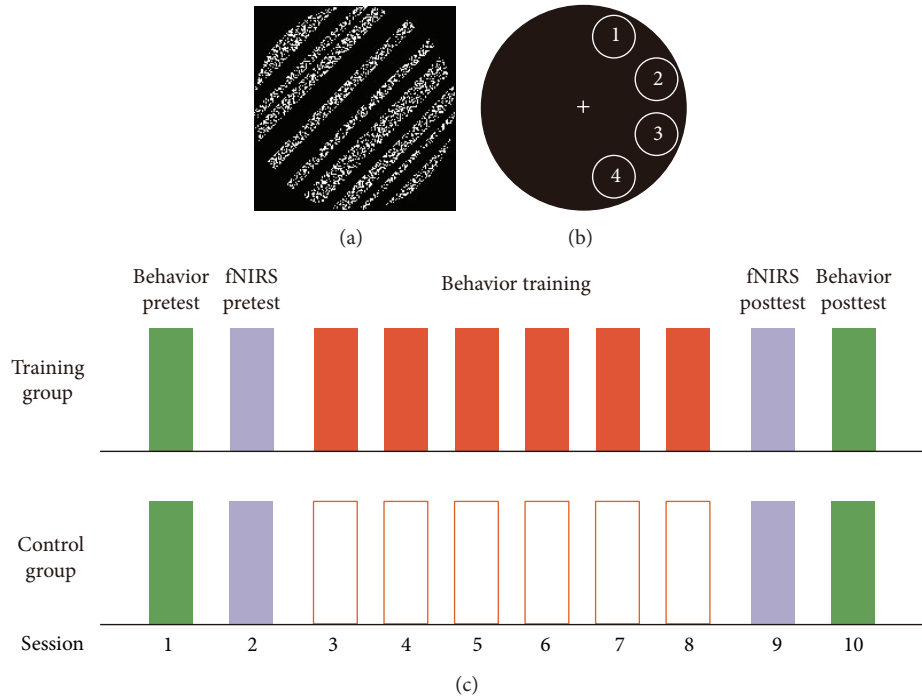 1
2
3
4
(a)
(b)
Behavior pretest
fNIRS pretest
Behavior training
fNIRS posttest
Behavior posttest
Training group
Control group
Session 1 2 3 4 5 6 7 8 9 10
(c)